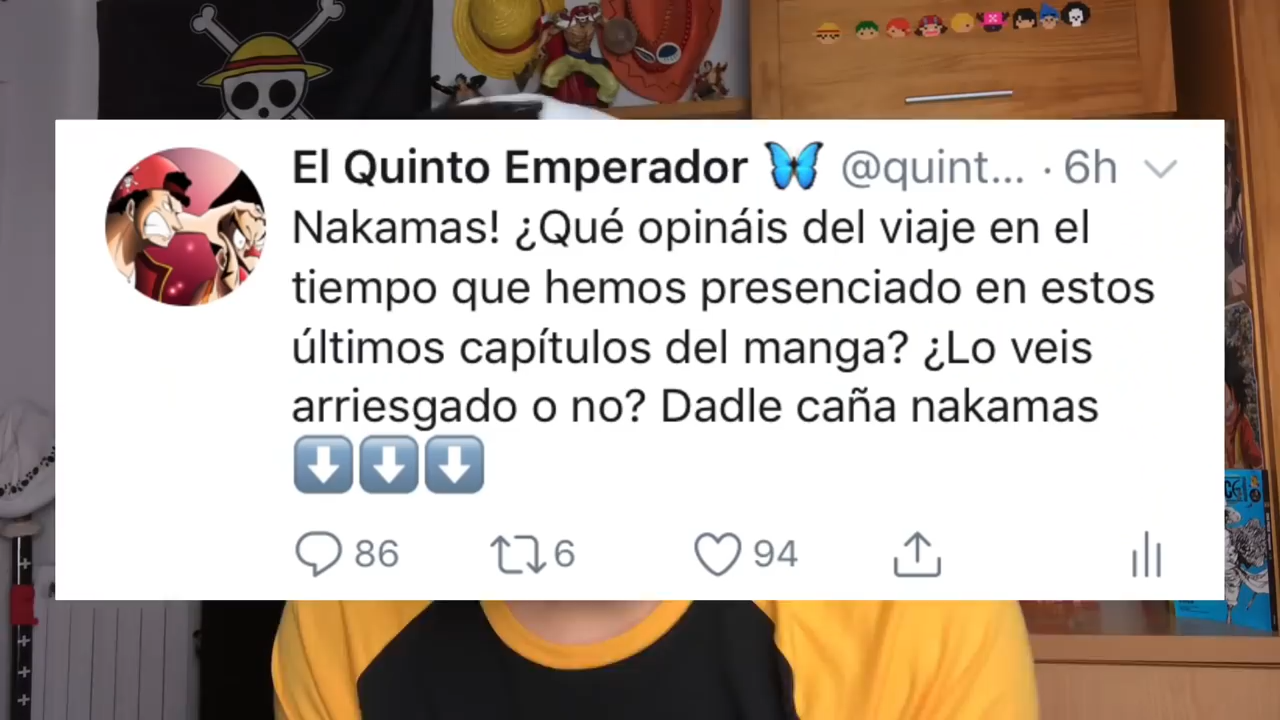 El Quinto Emperador 🦋 @quint... · 6h
Nakamas! ¿Qué opináis del viaje en el
tiempo que hemos presenciado en estos
últimos capítulos del manga? ¿Lo veis
arriesgado o no? Dadle caña nakamas
⬇️⬇️⬇️
86 6 94